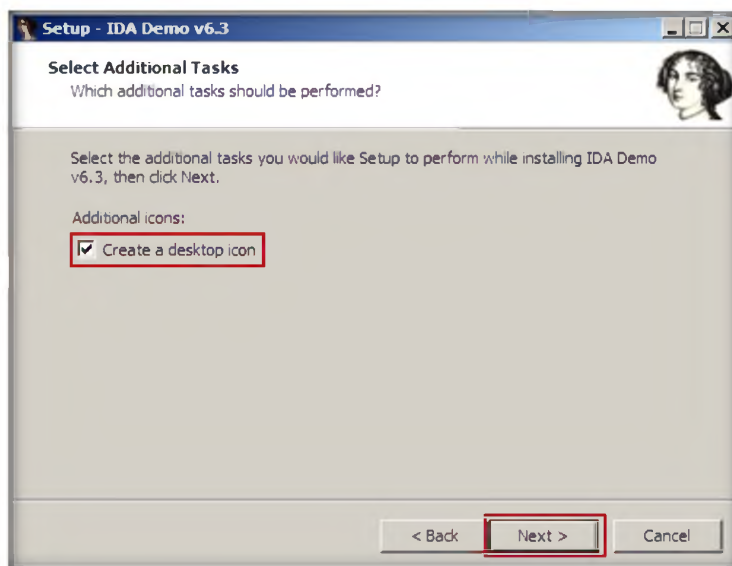 Setup - IDA Demo v6.3
Select Additional Tasks
Which additional tasks should be performed?
Select the additional tasks you would like Setup to perform while installing IDA Demo
v6.3, then click Next.
Additional icons:
Create a desktop icon
< Back
Next >
Cancel